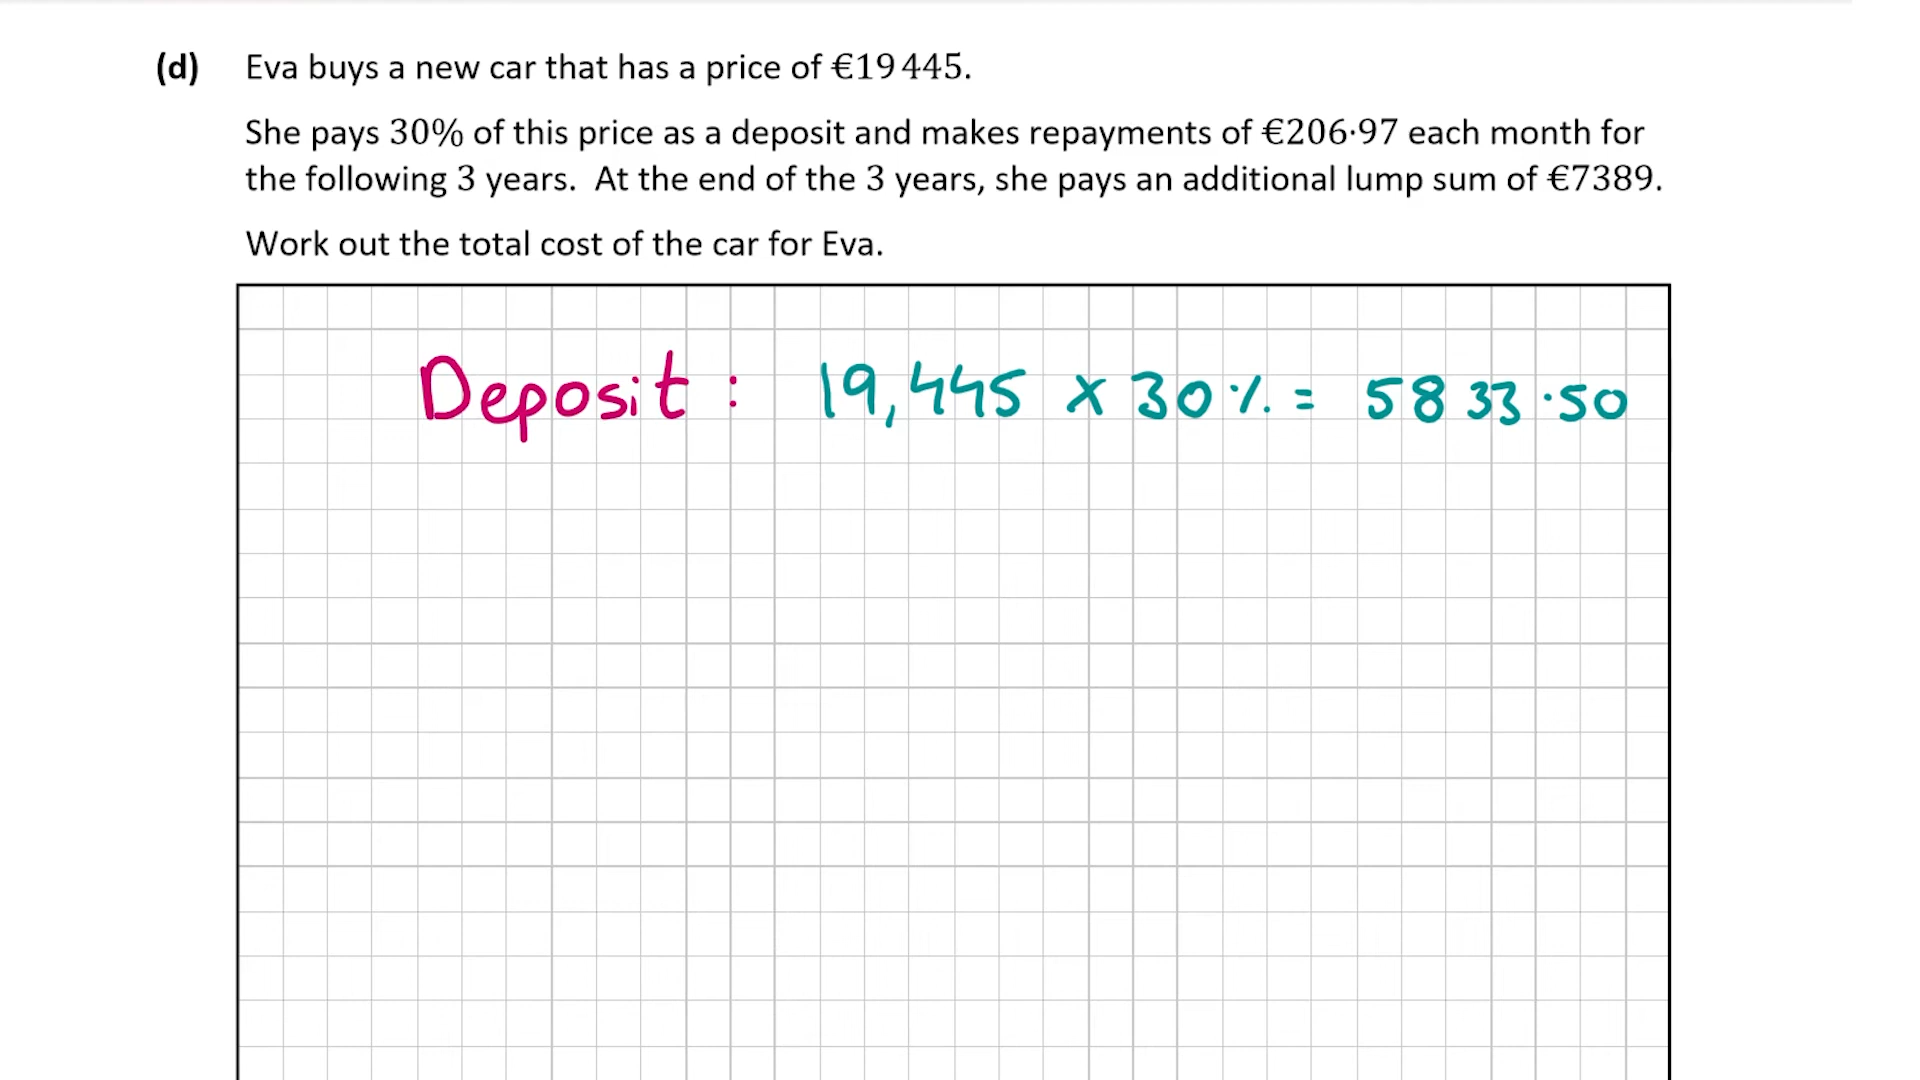 (d) Eva buys a new car that has a price of €19 445.
She pays 30% of this price as a deposit and makes repayments of €206·97 each month for
the following 3 years. At the end of the 3 years, she pays an additional lump sum of €7389.
Work out the total cost of the car for Eva.
Deposit : 19,445 x 30% = 5833·50